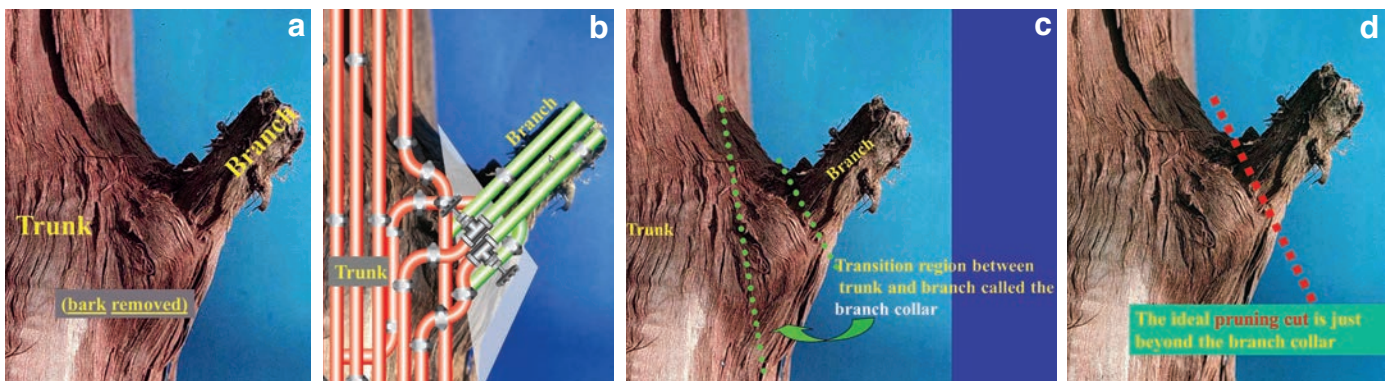 a
Branch
Trunk
(bark removed)
b
Branch
Trunk
c
Branch
Trunk
Transition region between
trunk and branch called the
branch collar
d
The ideal pruning cut is just
beyond the branch collar